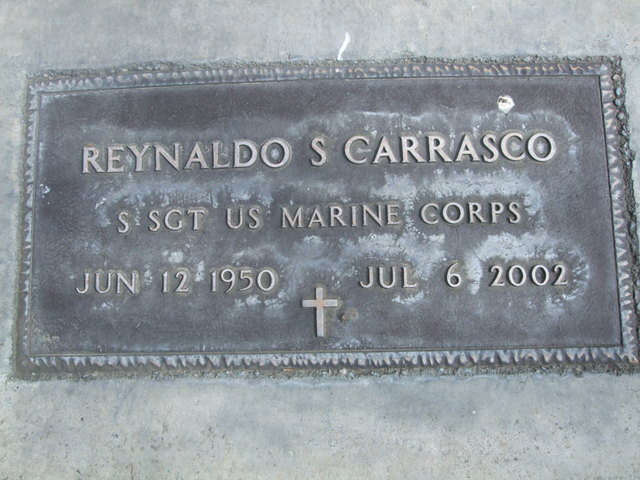 REYNALDO S CARRASCO
S SGT US MARINE CORPS
JUN 12 1950 JUL 6 2002